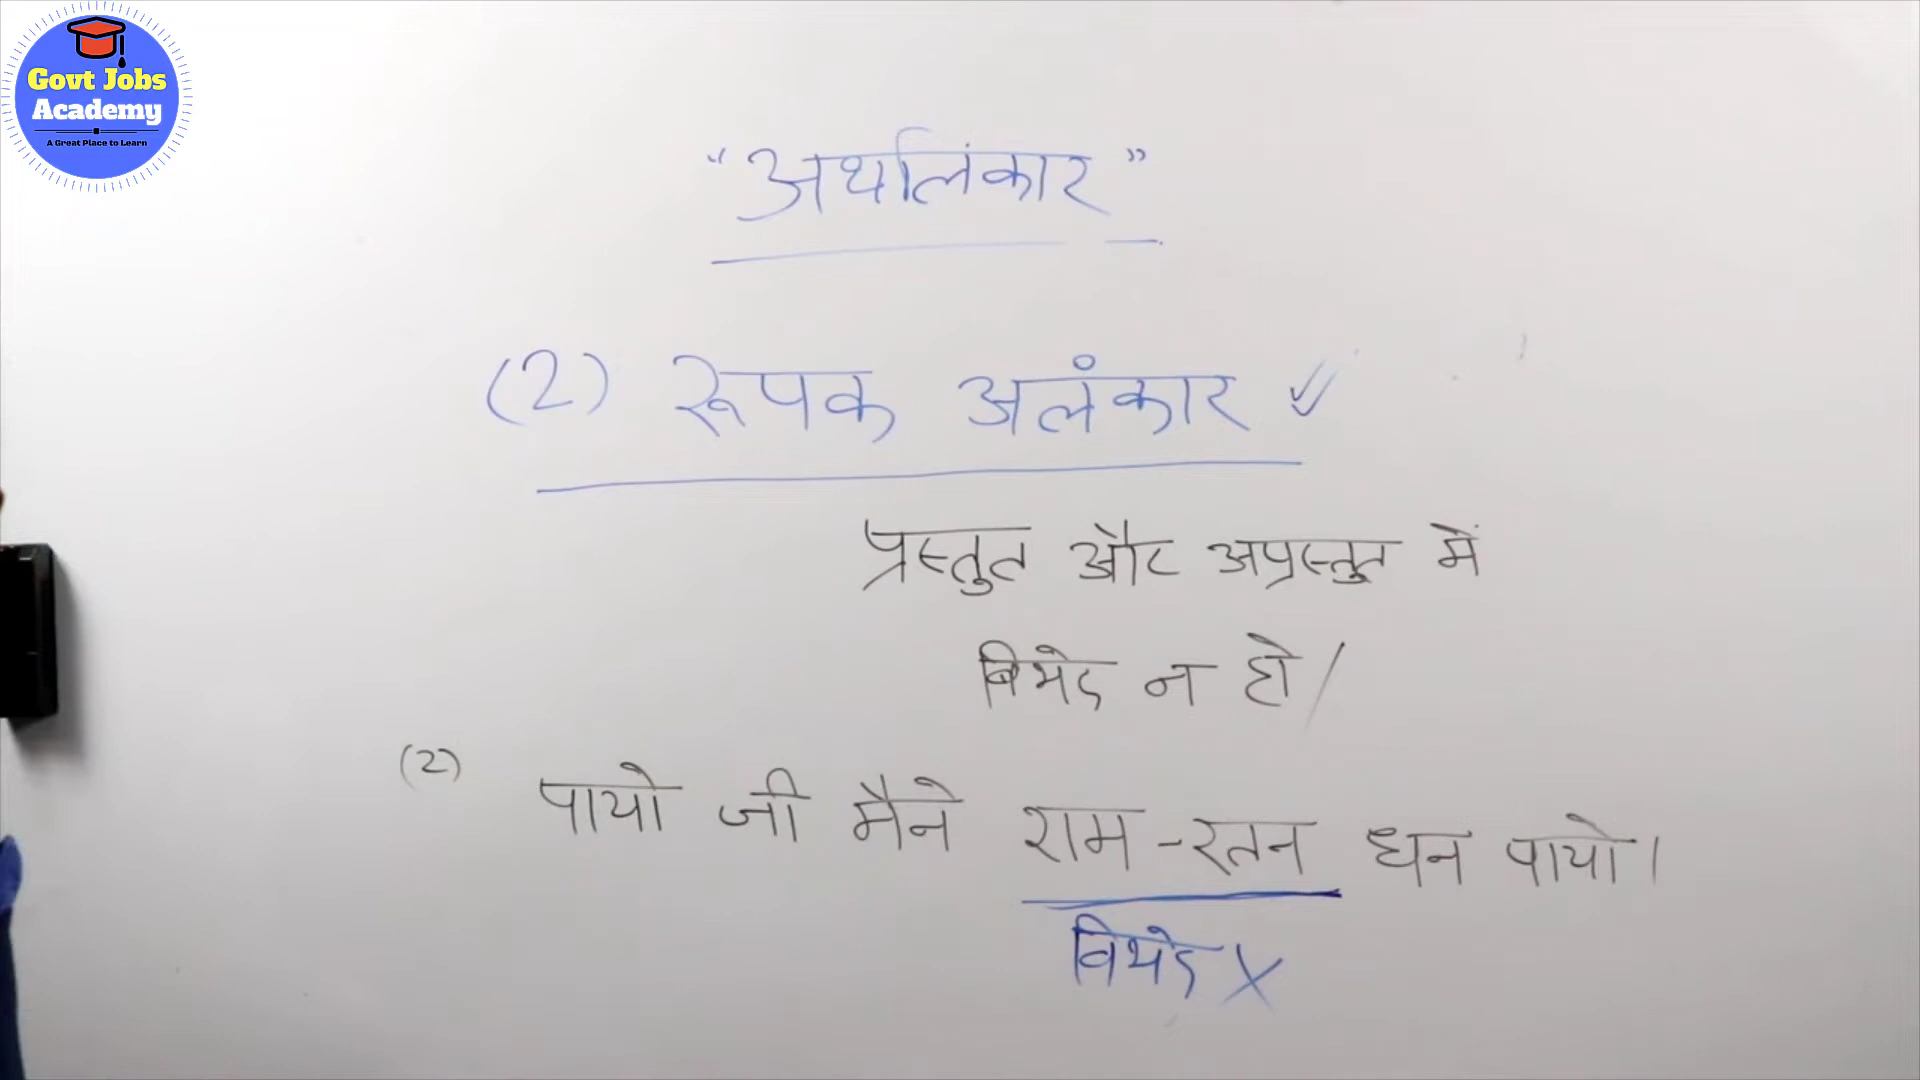 Govt Jobs
Academy
A Great Place to Learn
"अर्थालंकार"
(2) रूपक अलंकार
प्रस्तुत और अप्रस्तुत में
विभेद न हो /
(2) पायो जी मैने राम-रतन धन पायो।
विभेद X